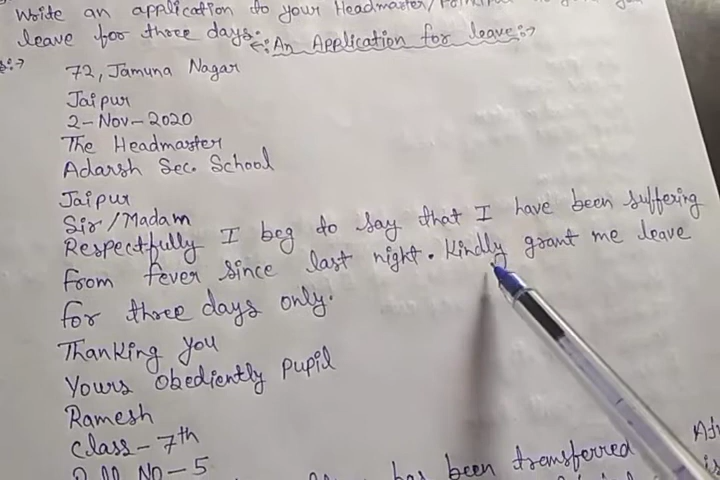 Write an application to your Headmaster/
leave for three days.
An Application for leave:→
72, Jamuna Nagar
Jaipur
2-Nov-2020
The Headmaster
Adarsh Sec. School
Jaipur
Sir/Madam
Respectfully I beg to say that I have been suffering
from fever since last night. Kindly grant me leave
for three days only.
Thanking you
Yours Obediently Pupil
Ramesh
Class-7th
Roll No-5
has been transferred